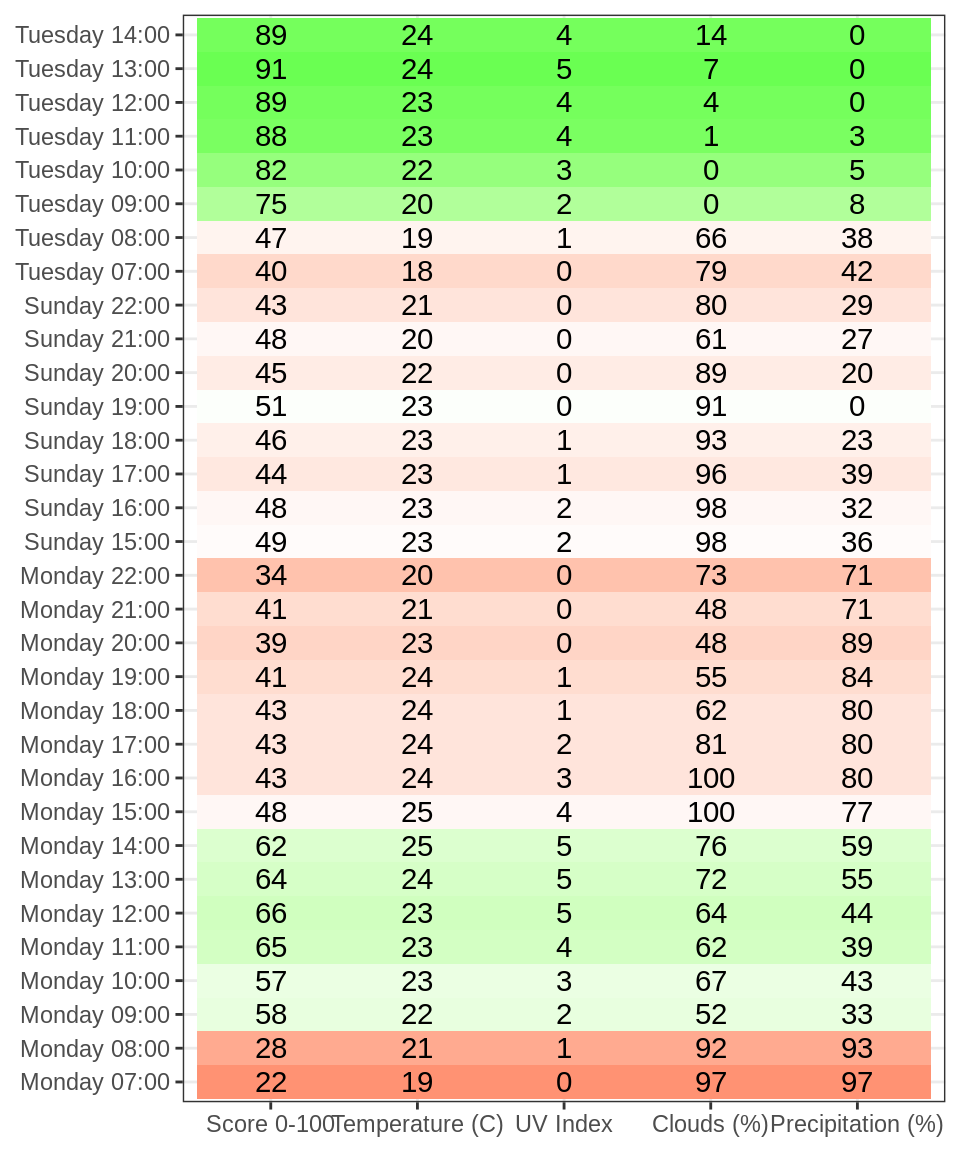 Tuesday 14:00 89 24 4 14 0
Tuesday 13:00 91 24 5 7 0
Tuesday 12:00 89 23 4 4 0
Tuesday 11:00 88 23 4 1 3
Tuesday 10:00 82 22 3 0 5
Tuesday 09:00 75 20 2 0 8
Tuesday 08:00 47 19 1 66 38
Tuesday 07:00 40 18 0 79 42
Sunday 22:00 43 21 0 80 29
Sunday 21:00 48 20 0 61 27
Sunday 20:00 45 22 0 89 20
Sunday 19:00 51 23 0 91 0
Sunday 18:00 46 23 1 93 23
Sunday 17:00 44 23 1 96 39
Sunday 16:00 48 23 2 98 32
Sunday 15:00 49 23 2 98 36
Monday 22:00 34 20 0 73 71
Monday 21:00 41 21 0 48 71
Monday 20:00 39 23 0 48 89
Monday 19:00 41 24 1 55 84
Monday 18:00 43 24 1 62 80
Monday 17:00 43 24 2 81 80
Monday 16:00 43 24 3 100 80
Monday 15:00 48 25 4 100 77
Monday 14:00 62 25 5 76 59
Monday 13:00 64 24 5 72 55
Monday 12:00 66 23 5 64 44
Monday 11:00 65 23 4 62 39
Monday 10:00 57 23 3 67 43
Monday 09:00 58 22 2 52 33
Monday 08:00 28 21 1 92 93
Monday 07:00 22 19 0 97 97
Score 0-100 Temperature (C) UV Index Clouds (%) Precipitation (%)